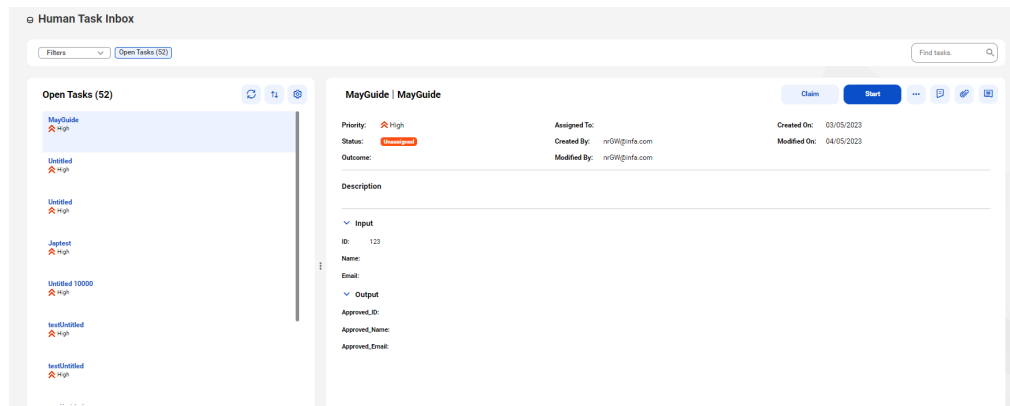 Human Task Inbox
Filters
Open Tasks (52)
Find tasks
Open Tasks (52)
MayGuide
High
Untitled
High
Untitled
High
Japtest
High
Untitled 10000
High
testUntitled
High
testUntitled
High
MayGuide | MayGuide
Claim
Start
Priority: High
Assigned To:
Created On: 03/05/2023
Status: Unassigned
Created By: nrGW@infa.com
Modified On: 04/05/2023
Outcome:
Modified By: nrGW@infa.com
Description
Input
ID: 123
Name:
Email:
Output
Approved_ID:
Approved_Name:
Approved_Email: